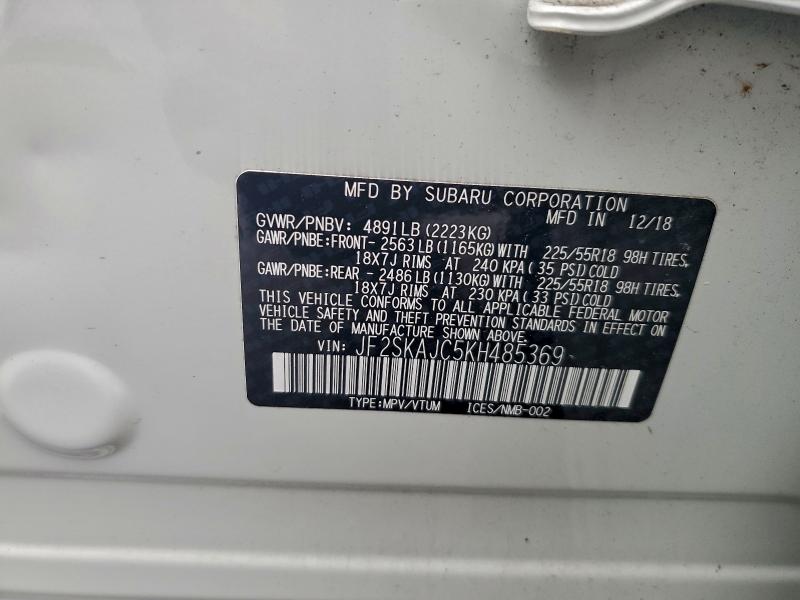 MFD BY SUBARU CORPORATION
MFD IN 12/18
GVWR/PNBV: 4891LB(2223KG)
GAWR/PNBE:FRONT- 2563LB(1165KG)WITH 225/55R18 98H TIRES,
18X7J RIMS AT 240 KPA(35 PSI)COLD
GAWR/PNBE:REAR - 2486LB(1130KG)WITH 225/55R18 98H TIRES,
18X7J RIMS AT 230 KPA(33 PSI)COLD
THIS VEHICLE CONFORMS TO ALL APPLICABLE FEDERAL MOTOR
VEHICLE SAFETY AND THEFT PREVENTION STANDARDS IN EFFECT ON
THE DATE OF MANUFACTURE SHOWN ABOVE.
VIN: JF2SKAJC5KH485369
TYPE:MPV/VTUM ICES/NMB-002